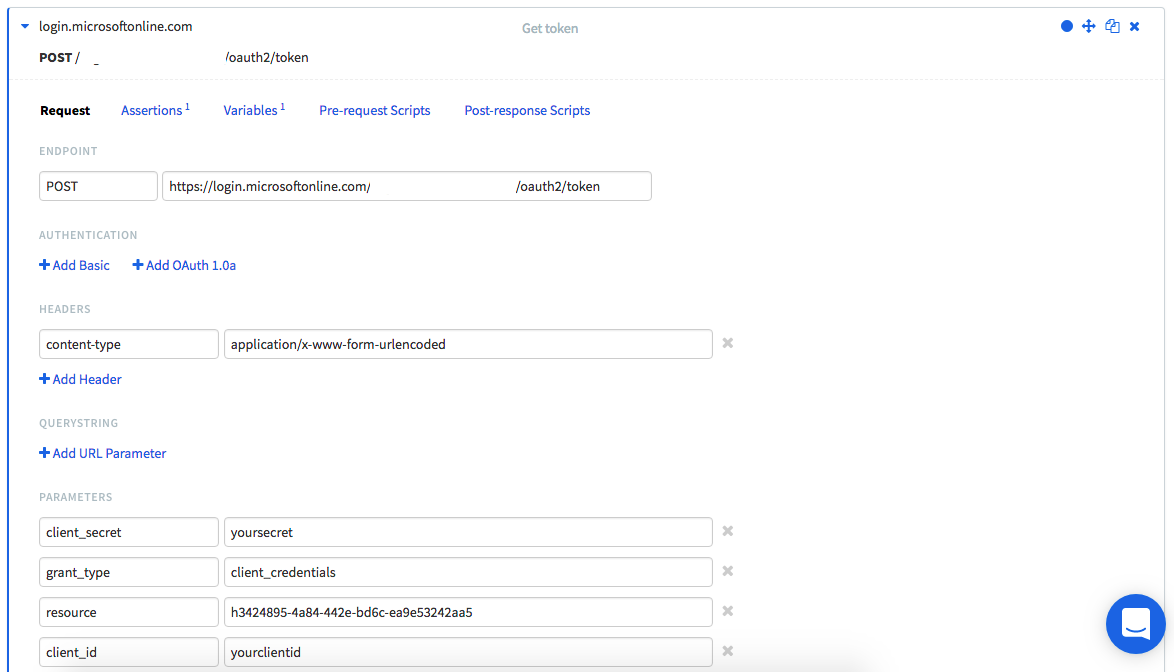 login.microsoftonline.com Get token
POST / _ /oauth2/token
Request Assertions 1 Variables 1 Pre-request Scripts Post-response Scripts
ENDPOINT
POST https://login.microsoftonline.com/ /oauth2/token
AUTHENTICATION
Add Basic Add OAuth 1.0a
HEADERS
content-type application/x-www-form-urlencoded
Add Header
QUERYSTRING
Add URL Parameter
PARAMETERS
client_secret yoursecret
grant_type client_credentials
resource h3424895-4a84-442e-bd6c-ea9e53242aa5
client_id yourclientid